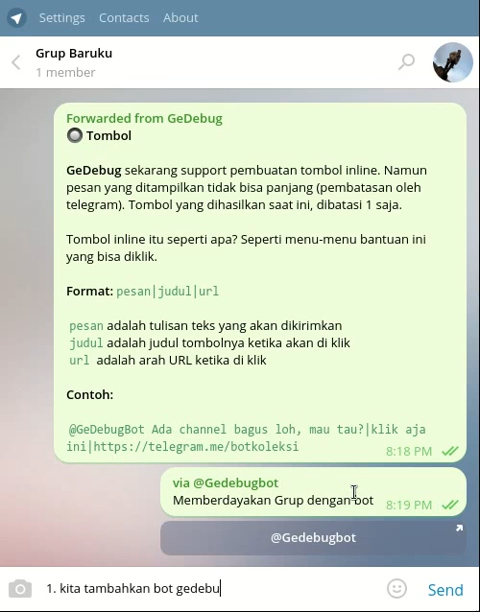 Settings Contacts About
Grup Baruku
1 member
Forwarded from GeDebug
Tombol
GeDebug sekarang support pembuatan tombol inline. Namun
pesan yang ditampilkan tidak bisa panjang (pembatasan oleh
telegram). Tombol yang dihasilkan saat ini, dibatasi 1 saja.
Tombol inline itu seperti apa? Seperti menu-menu bantuan ini
yang bisa diklik.
Format: pesan|judul|url
pesan adalah tulisan teks yang akan dikirimkan
judul adalah judul tombolnya ketika akan di klik
url adalah arah URL ketika di klik
Contoh:
@GeDebugBot Ada channel bagus loh, mau tau?|klik aja
ini|https://telegram.me/botkoleksi
8:18 PM
via @Gedebugbot
Memberdayakan Grup dengan bot
8:19 PM
@Gedebugbot
1. kita tambahkan bot gedebu
Send